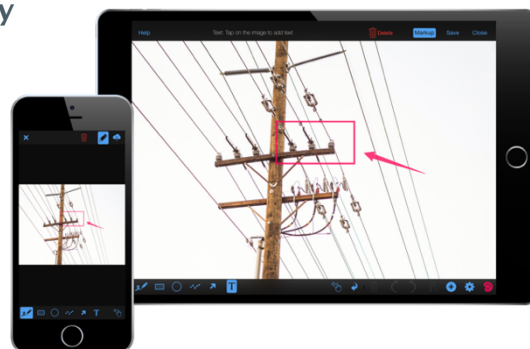 y
Help Text: Tap on the image to add text Delete Markup Save Close
T
T